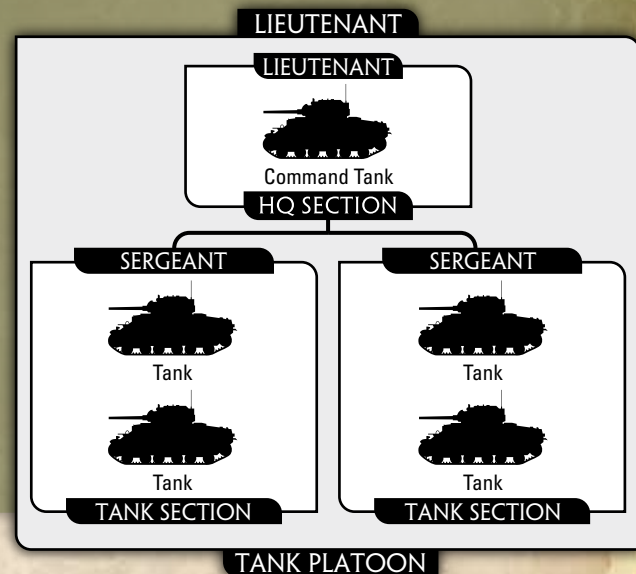 LIEUTENANT
LIEUTENANT
Command Tank
HQ SECTION
SERGEANT
Tank
Tank
TANK SECTION
SERGEANT
Tank
Tank
TANK SECTION
TANK PLATOON